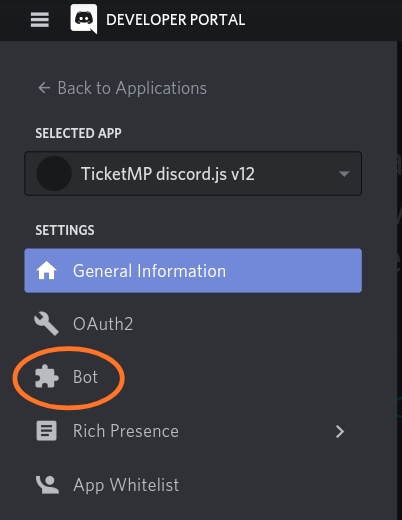 DEVELOPER PORTAL
Back to Applications
SELECTED APP
TicketMP discord.js v12
SETTINGS
General Information
OAuth2
Bot
Rich Presence
App Whitelist